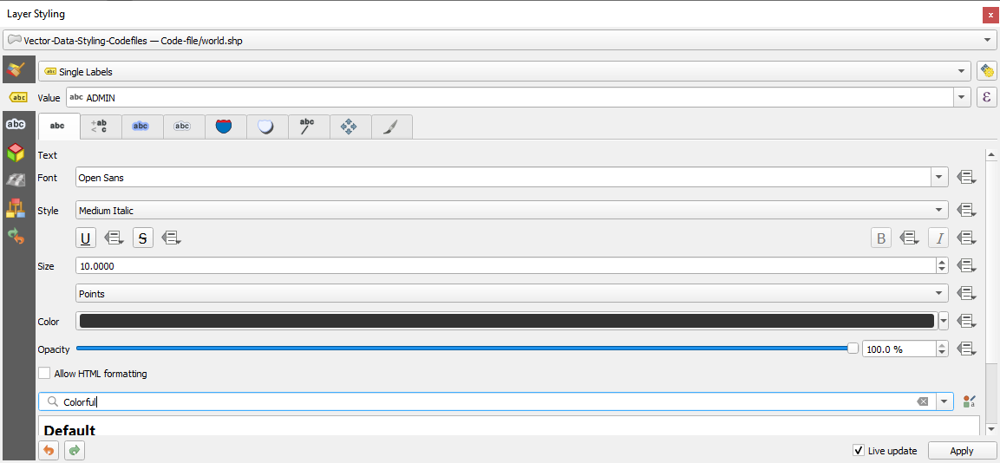 Layer Styling
x
Vector-Data-Styling-Codefiles — Code-file/world.shp
abc Single Labels
abc Value abc ADMIN ε
abc abc +ab < c abc abc abc
Text
Font Open Sans
Style Medium Italic
U S B I
Size 10.0000
Points
Color
Opacity 100.0 %
Allow HTML formatting
Colorful a
Default
Live update Apply